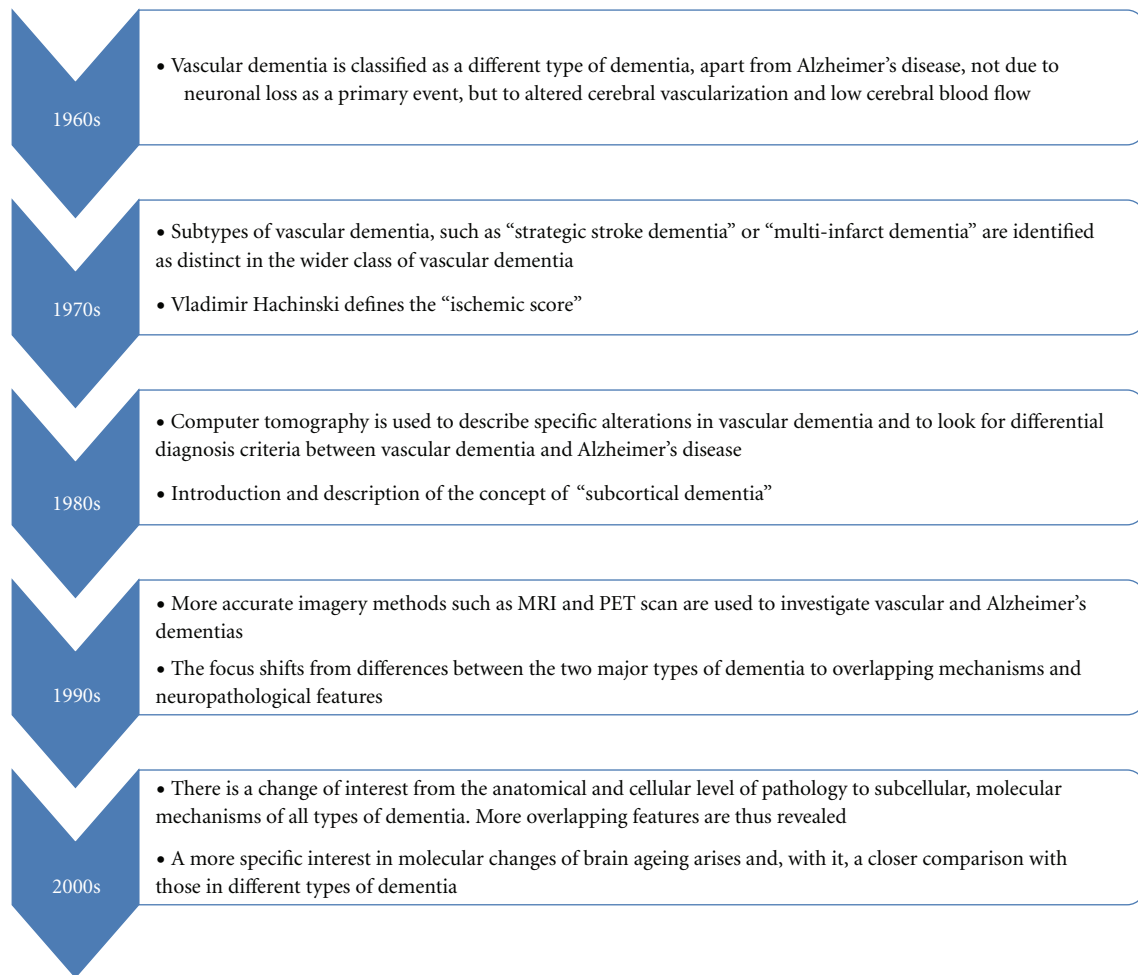 • Vascular dementia is classified as a different type of dementia, apart from Alzheimer's disease, not due to
neuronal loss as a primary event, but to altered cerebral vascularization and low cerebral blood flow
1960s
• Subtypes of vascular dementia, such as “strategic stroke dementia” or “multi-infarct dementia” are identified
as distinct in the wider class of vascular dementia
• Vladimir Hachinski defines the “ischemic score”
1970s
• Computer tomography is used to describe specific alterations in vascular dementia and to look for differential
diagnosis criteria between vascular dementia and Alzheimer's disease
• Introduction and description of the concept of “subcortical dementia”
1980s
• More accurate imagery methods such as MRI and PET scan are used to investigate vascular and Alzheimer's
dementias
• The focus shifts from differences between the two major types of dementia to overlapping mechanisms and
neuropathological features
1990s
• There is a change of interest from the anatomical and cellular level of pathology to subcellular, molecular
mechanisms of all types of dementia. More overlapping features are thus revealed
• A more specific interest in molecular changes of brain ageing arises and, with it, a closer comparison with
those in different types of dementia
2000s